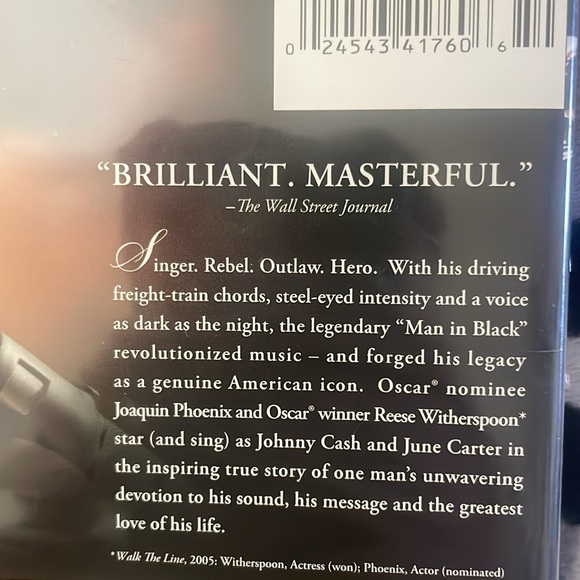 0 24543 41760 6
“BRILLIANT. MASTERFUL.”
–The Wall Street Journal
Singer. Rebel. Outlaw. Hero. With his driving
freight-train chords, steel-eyed intensity and a voice
as dark as the night, the legendary “Man in Black”
revolutionized music – and forged his legacy
as a genuine American icon. Oscar® nominee
Joaquin Phoenix and Oscar® winner Reese Witherspoon*
star (and sing) as Johnny Cash and June Carter in
the inspiring true story of one man’s unwavering
devotion to his sound, his message and the greatest
love of his life.
*Walk The Line, 2005: Witherspoon, Actress (won); Phoenix, Actor (nominated)